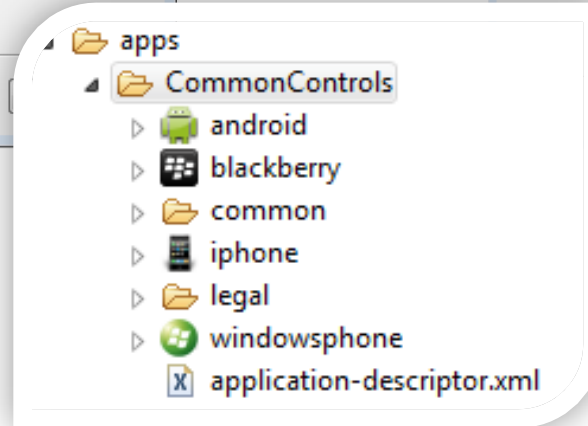 apps
CommonControls
android
blackberry
common
iphone
legal
windowsphone
application-descriptor.xml